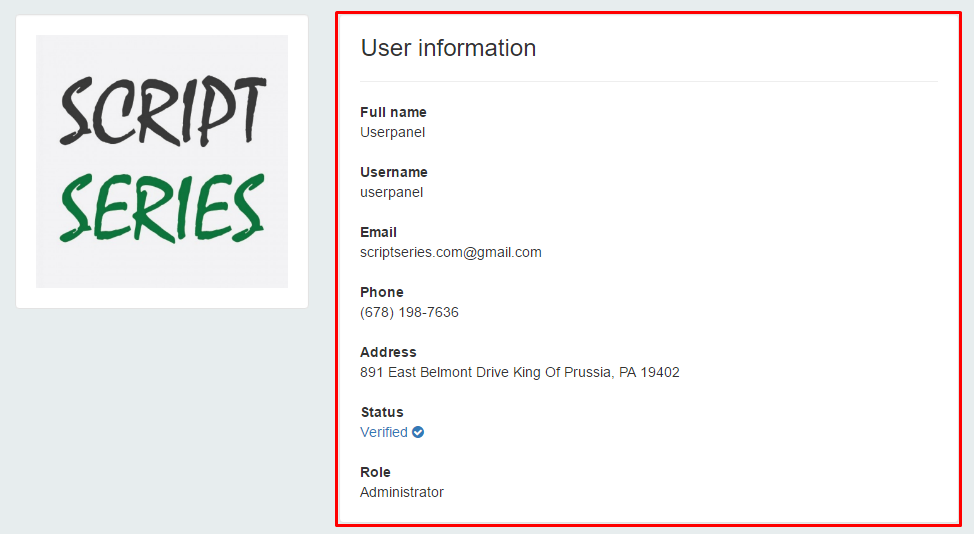 SCRIPT
SERIES
User information
Full name
Userpanel
Username
userpanel
Email
scriptseries.com@gmail.com
Phone
(678) 198-7636
Address
891 East Belmont Drive King Of Prussia, PA 19402
Status
Verified
Role
Administrator